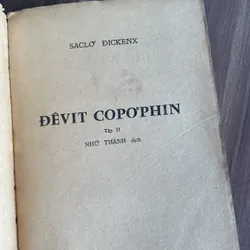 SACLƠ ĐICKENX
ĐÊVIT COPƠPHIN
Tập II
NHỮ THÀNH dịch